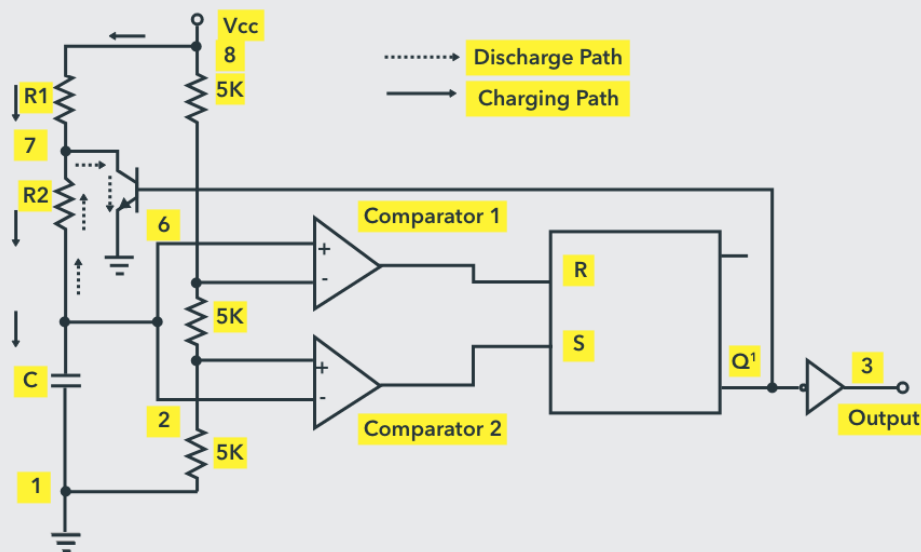 Vcc
8
Discharge Path
5K
R1
Charging Path
7
R2
6
Comparator 1
+
-
R
5K
S
+
-
Q¹
3
C
2
Comparator 2
Output
5K
1